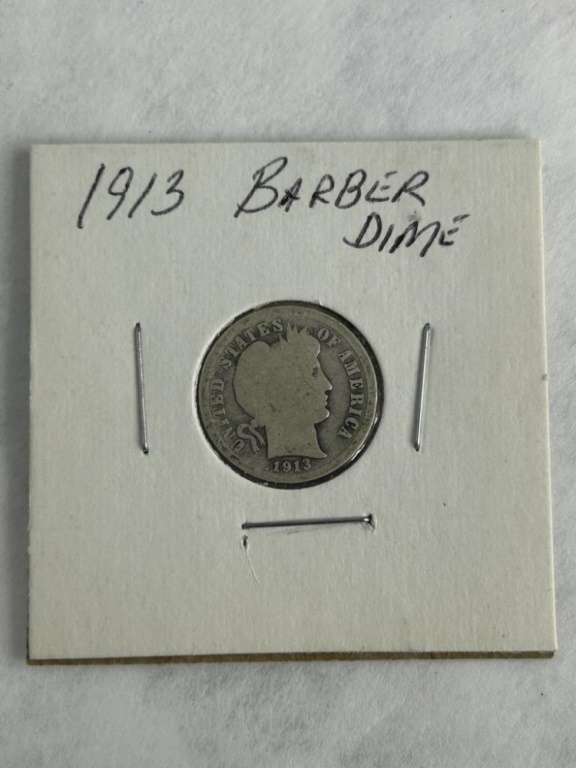 1913 BARBER
DIME
UNITED STATES OF AMERICA
1913